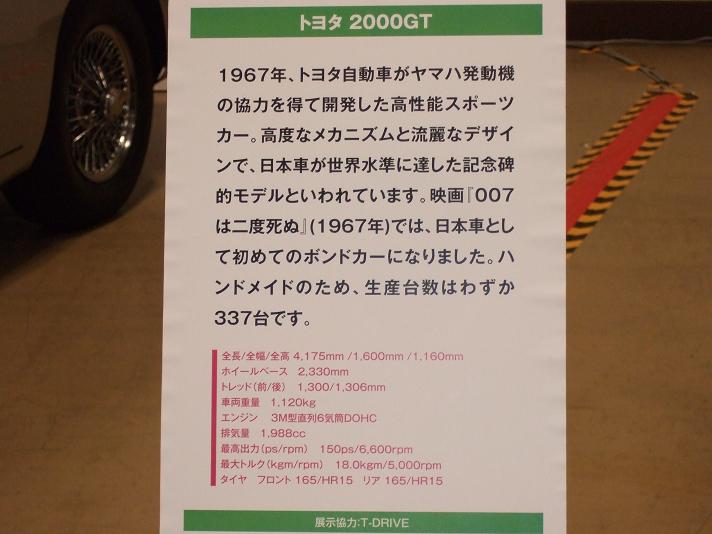 トヨタ 2000GT
1967年、トヨタ自動車がヤマハ発動機
の協力を得て開発した高性能スポーツ
カー。高度なメカニズムと流麗なデザイ
ンで、日本車が世界水準に達した記念碑
的モデルといわれています。映画『007
は二度死ぬ』(1967年)では、日本車とし
て初めてのボンドカーになりました。ハ
ンドメイドのため、生産台数はわずか
337台です。
全長/全幅/全高 4,175mm /1,600mm /1,160mm
ホイールベース 2,330mm
トレッド(前/後) 1,300/1,306mm
車両重量 1,120kg
エンジン 3M型直列6気筒DOHC
排気量 1,988cc
最高出力(ps/rpm) 150ps/6,600rpm
最大トルク(kgm/rpm) 18.0kgm/5,000rpm
タイヤ フロント 165/HR15 リア 165/HR15
展示協力:T-DRIVE